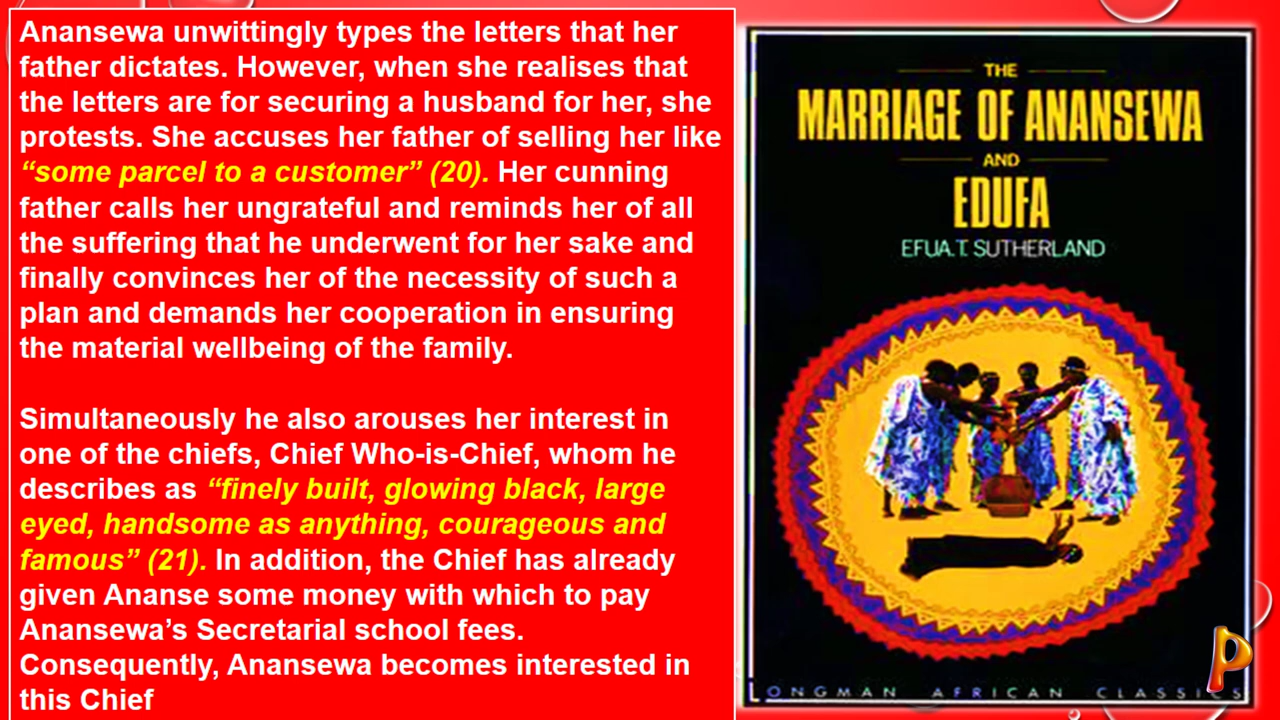 Anansewa unwittingly types the letters that her
father dictates. However, when she realises that
the letters are for securing a husband for her, she
protests. She accuses her father of selling her like
“some parcel to a customer” (20). Her cunning
father calls her ungrateful and reminds her of all
the suffering that he underwent for her sake and
finally convinces her of the necessity of such a
plan and demands her cooperation in ensuring
the material wellbeing of the family.
Simultaneously he also arouses her interest in
one of the chiefs, Chief Who-is-Chief, whom he
describes as “finely built, glowing black, large
eyed, handsome as anything, courageous and
famous” (21). In addition, the Chief has already
given Ananse some money with which to pay
Anansewa’s Secretarial school fees.
Consequently, Anansewa becomes interested in
this Chief
THE
MARRIAGE OF ANANSEWA
AND
EDUFA
EFUA.T. SUTHERLAND
LONGMAN AFRICAN CLASSICS
P